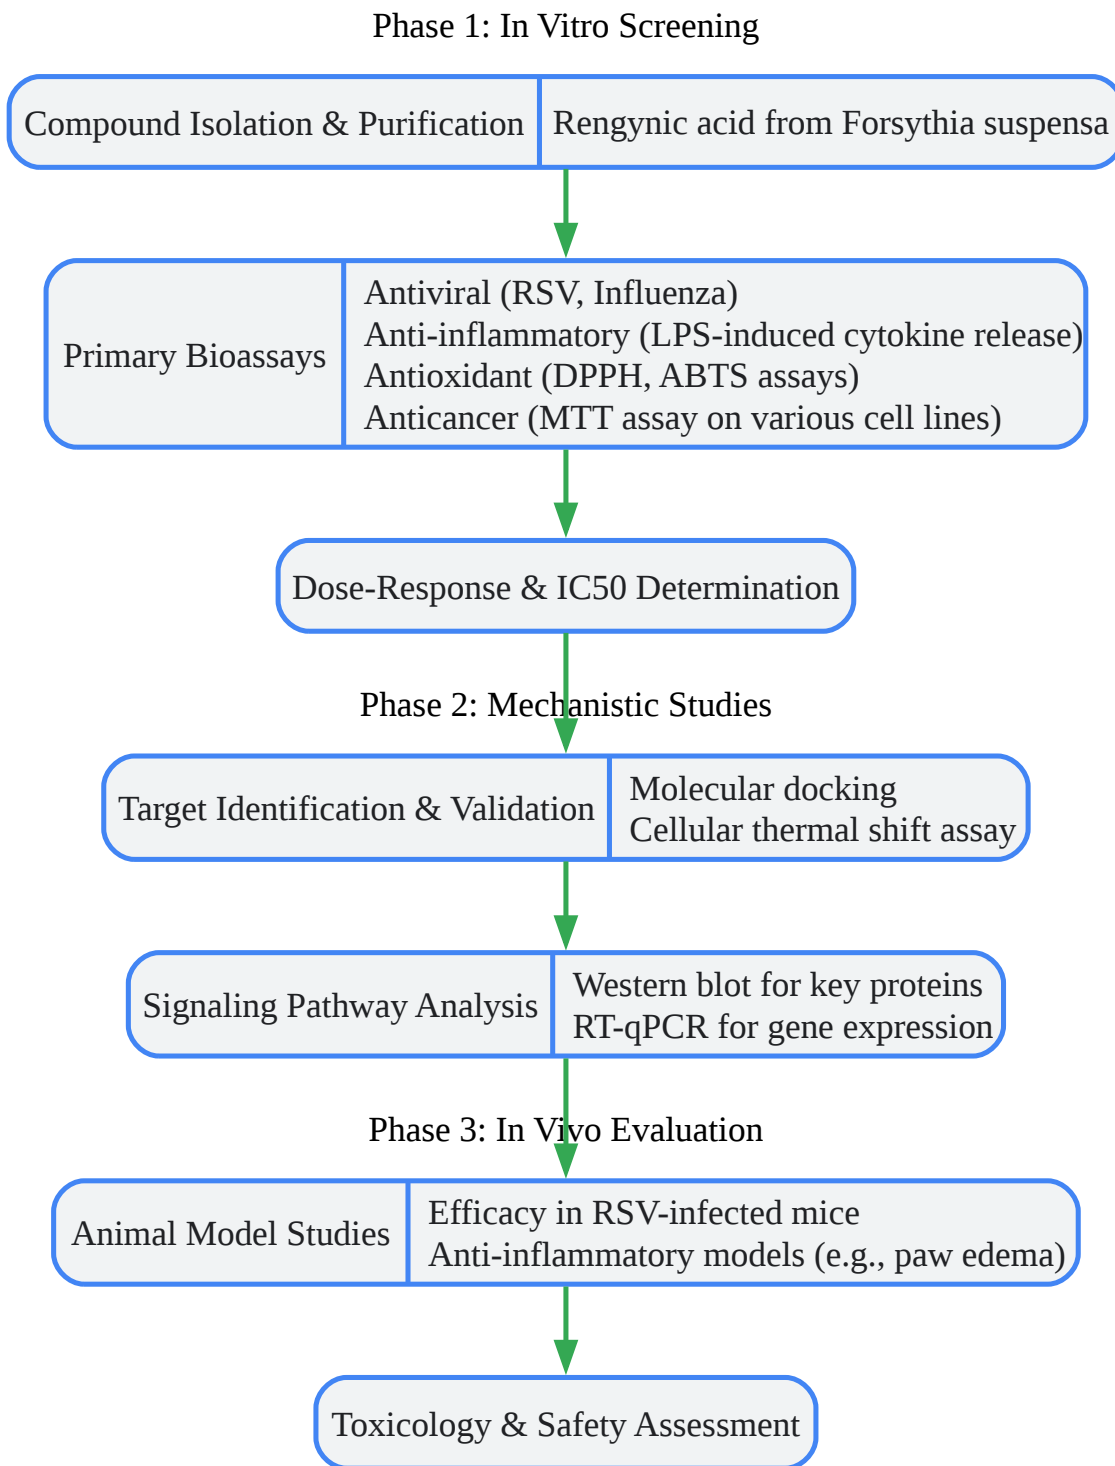 Phase 1: In Vitro Screening
Compound Isolation & Purification
Rengynic acid from Forsythia suspensa
Primary Bioassays
Antiviral (RSV, Influenza)
Anti-inflammatory (LPS-induced cytokine release)
Antioxidant (DPPH, ABTS assays)
Anticancer (MTT assay on various cell lines)
Dose-Response & IC50 Determination
Phase 2: Mechanistic Studies
Target Identification & Validation
Molecular docking
Cellular thermal shift assay
Signaling Pathway Analysis
Western blot for key proteins
RT-qPCR for gene expression
Phase 3: In Vivo Evaluation
Animal Model Studies
Efficacy in RSV-infected mice
Anti-inflammatory models (e.g., paw edema)
Toxicology & Safety Assessment